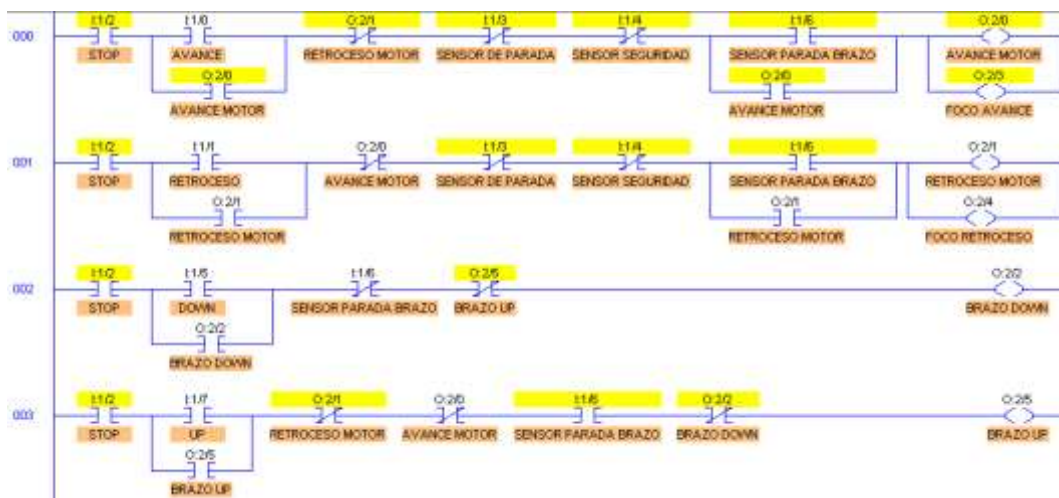 I:1/2 I:1/0 O:2/1 I:1/3 I:1/4 I:1/6 O:2/0
000
STOP AVANCE RETROCESO MOTOR SENSOR DE PARADA SENSOR SEGURIDAD SENSOR PARADA BRAZO AVANCE MOTOR
O:2/0 O:2/0 O:2/3
AVANCE MOTOR AVANCE MOTOR FOCO AVANCE
I:1/2 I:1/1 O:2/0 I:1/3 I:1/4 I:1/6 O:2/1
001
STOP RETROCESO AVANCE MOTOR SENSOR DE PARADA SENSOR SEGURIDAD SENSOR PARADA BRAZO RETROCESO MOTOR
O:2/1 O:2/1 O:2/4
RETROCESO MOTOR RETROCESO MOTOR FOCO RETROCESO
I:1/2 I:1/5 I:1/6 O:2/5 O:2/2
002
STOP DOWN SENSOR PARADA BRAZO BRAZO UP BRAZO DOWN
O:2/2
BRAZO DOWN
I:1/2 I:1/7 O:2/1 O:2/0 I:1/6 O:2/2 O:2/5
003
STOP UP RETROCESO MOTOR AVANCE MOTOR SENSOR PARADA BRAZO BRAZO DOWN BRAZO UP
O:2/5
BRAZO UP